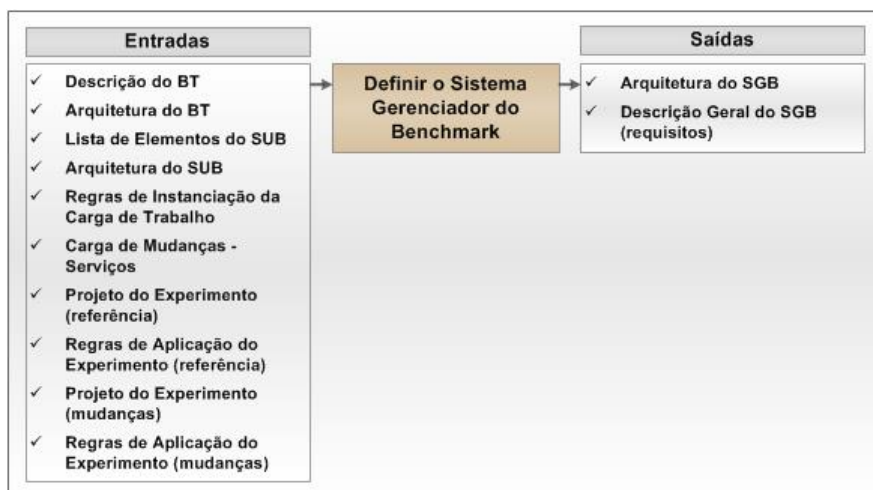 Entradas
✓ Descrição do BT
✓ Arquitetura do BT
✓ Lista de Elementos do SUB
✓ Arquitetura do SUB
✓ Regras de Instanciação da
Carga de Trabalho
✓ Carga de Mudanças -
Serviços
✓ Projeto do Experimento
(referência)
✓ Regras de Aplicação do
Experimento (referência)
✓ Projeto do Experimento
(mudanças)
✓ Regras de Aplicação do
Experimento (mudanças)
Definir o Sistema
Gerenciador do
Benchmark
Saídas
✓ Arquitetura do SGB
✓ Descrição Geral do SGB
(requisitos)